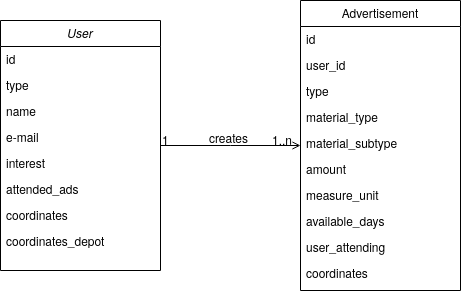 User
id
type
name
e-mail
interest
attended_ads
coordinates
coordinates_depot
1 creates 1..n
Advertisement
id
user_id
type
material_type
material_subtype
amount
measure_unit
available_days
user_attending
coordinates